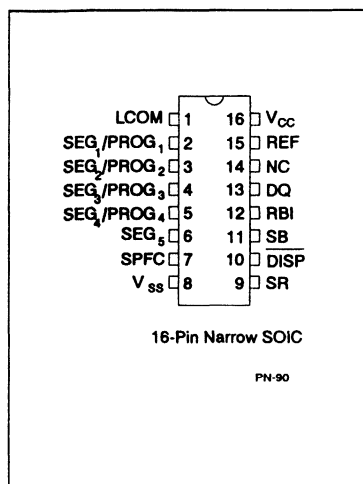 LCOM 1 16 VCC
SEG1/PROG1 2 15 REF
SEG2/PROG2 3 14 NC
SEG3/PROG3 4 13 DQ
SEG4/PROG4 5 12 RBI
SEG5 6 11 SB
SPFC 7 10 DISP
VSS 8 9 SR
16-Pin Narrow SOIC
PN-90